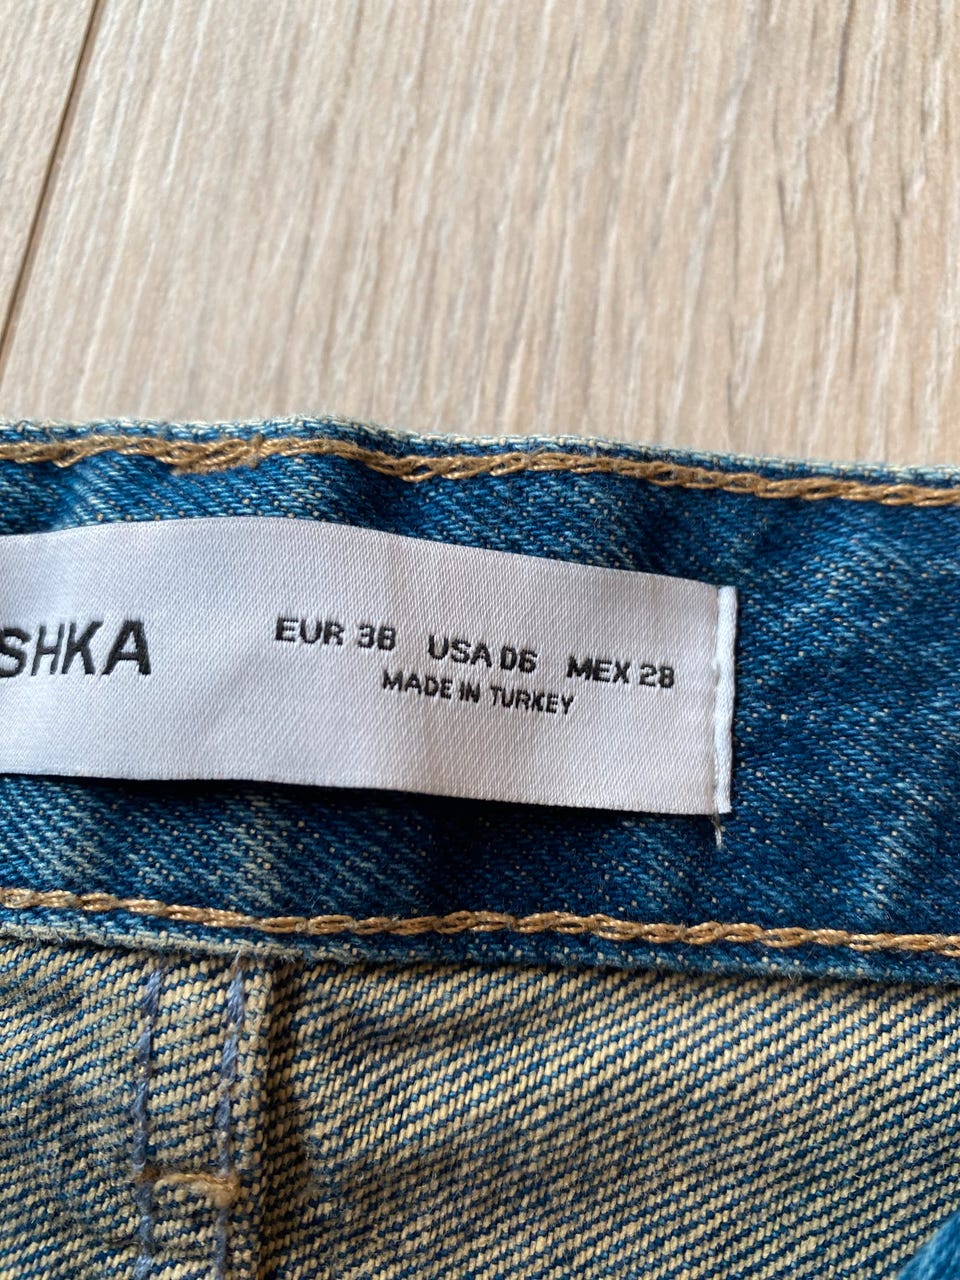 SHKA
EUR 38 USA 06 MEX 28
MADE IN TURKEY